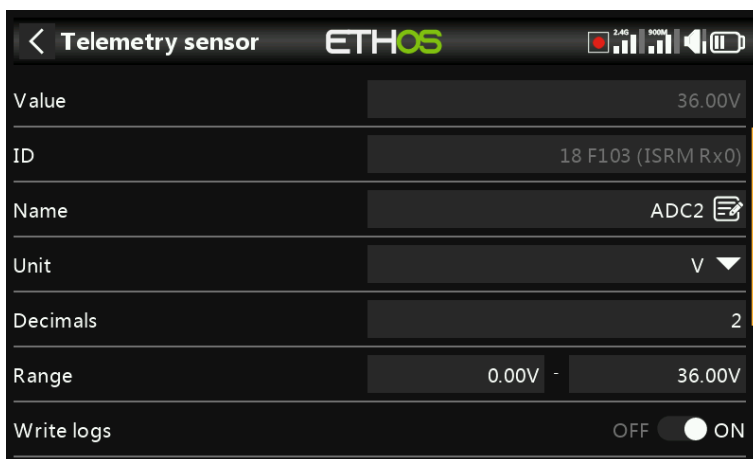 Telemetry sensor ETHOS 2.4G 900M
Value 36.00V
ID 18 F103 (ISRM Rx0)
Name ADC2
Unit V
Decimals 2
Range 0.00V - 36.00V
Write logs OFF ON